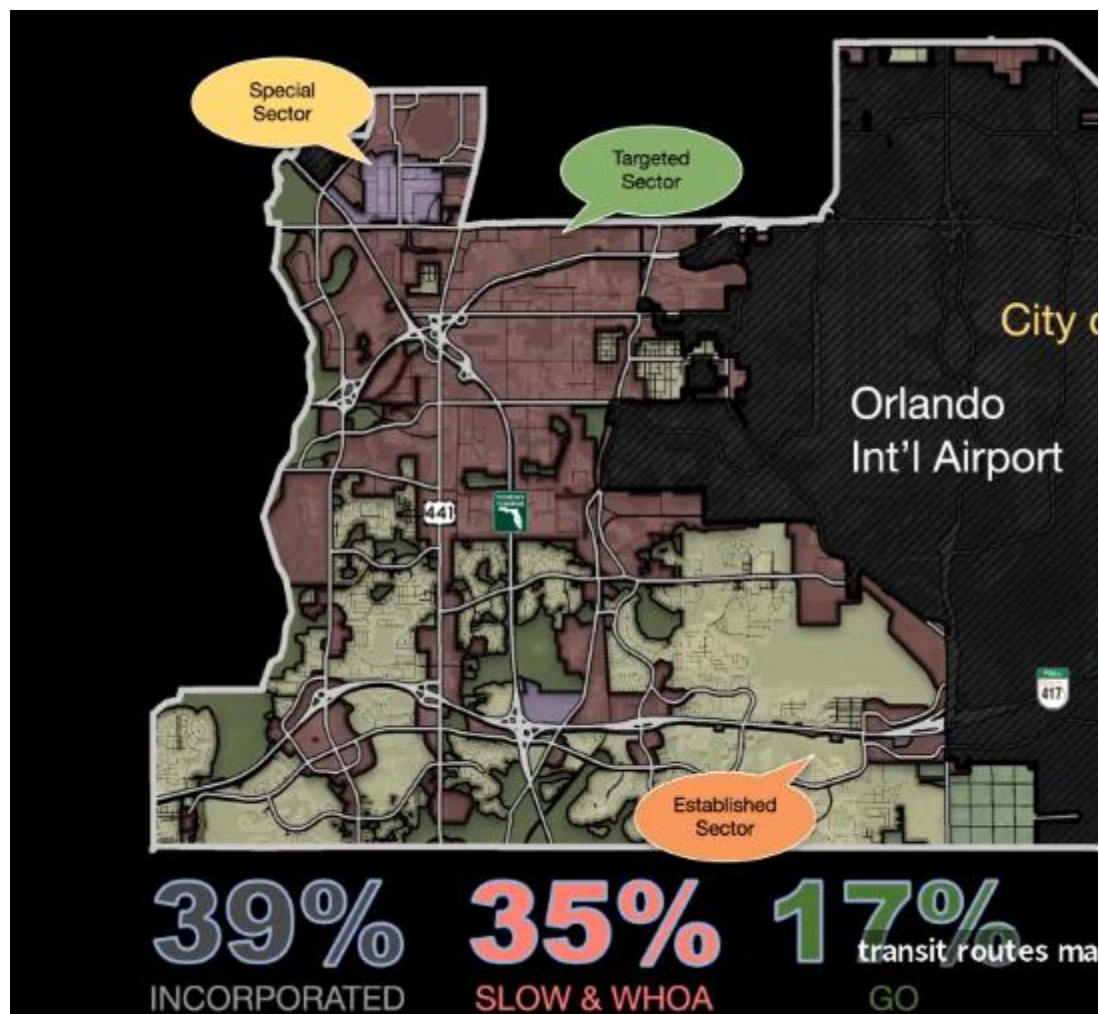 Special
Sector
Targeted
Sector
City
Orlando
Int'l Airport
441
417
Established
Sector
39%
35%
17%
transit routes ma
INCORPORATED
SLOW & WHOA
GO